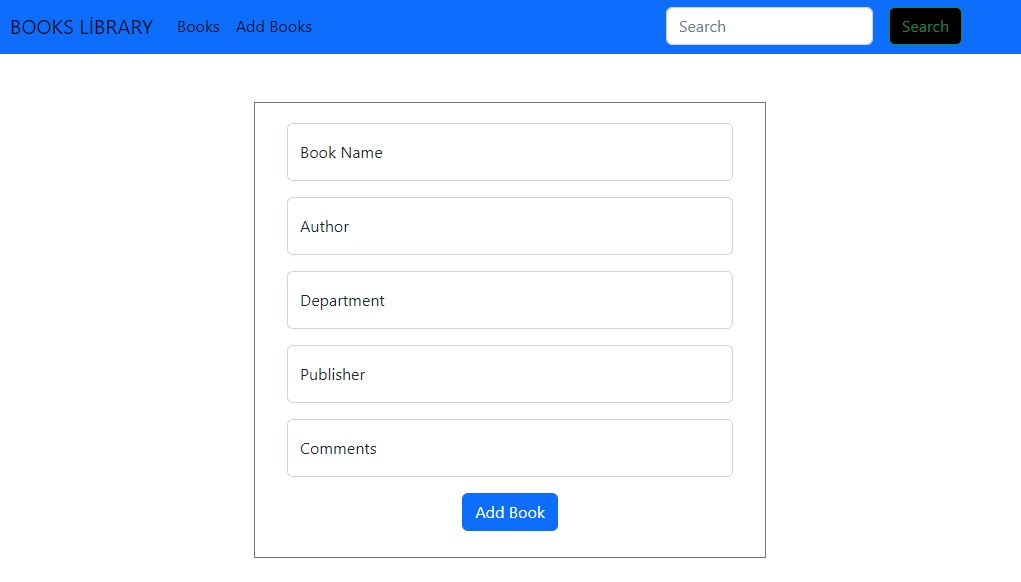 BOOKS LİBRARY Books Add Books Search Search
Book Name
Author
Department
Publisher
Comments
Add Book